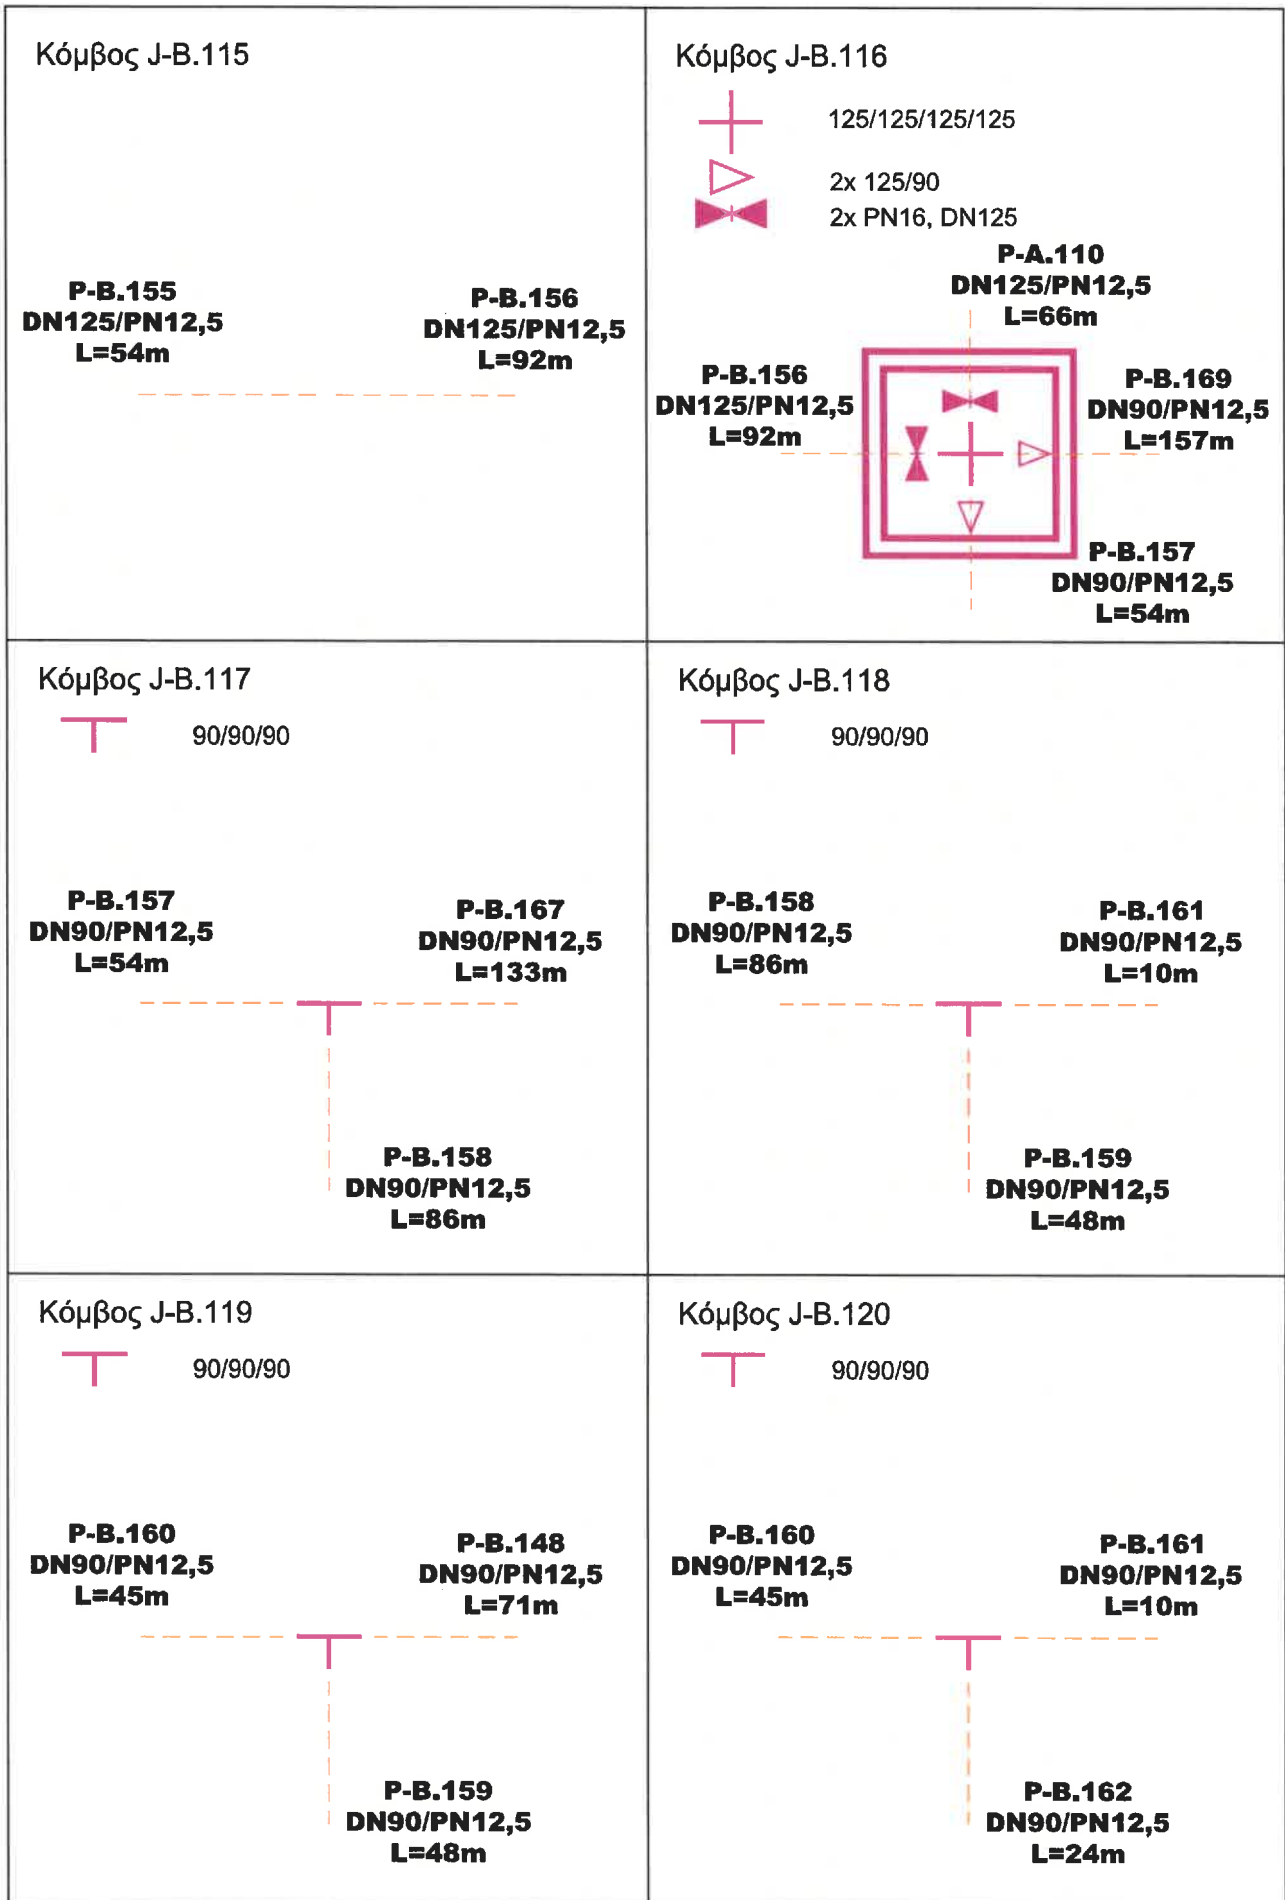 Κόμβος J-B.115
P-B.155
DN125/PN12,5
L=54m
P-B.156
DN125/PN12,5
L=92m
Κόμβος J-B.116
125/125/125/125
2x 125/90
2x PN16, DN125
P-A.110
DN125/PN12,5
L=66m
P-B.156
DN125/PN12,5
L=92m
P-B.169
DN90/PN12,5
L=157m
P-B.157
DN90/PN12,5
L=54m
Κόμβος J-B.117
90/90/90
P-B.157
DN90/PN12,5
L=54m
P-B.167
DN90/PN12,5
L=133m
P-B.158
DN90/PN12,5
L=86m
Κόμβος J-B.118
90/90/90
P-B.158
DN90/PN12,5
L=86m
P-B.161
DN90/PN12,5
L=10m
P-B.159
DN90/PN12,5
L=48m
Κόμβος J-B.119
90/90/90
P-B.160
DN90/PN12,5
L=45m
P-B.148
DN90/PN12,5
L=71m
P-B.159
DN90/PN12,5
L=48m
Κόμβος J-B.120
90/90/90
P-B.160
DN90/PN12,5
L=45m
P-B.161
DN90/PN12,5
L=10m
P-B.162
DN90/PN12,5
L=24m